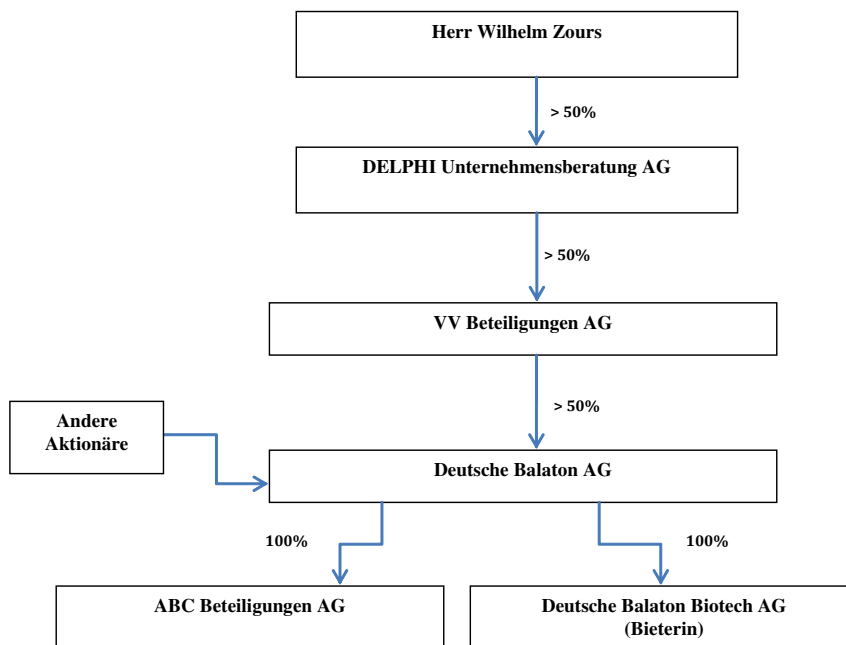 Herr Wilhelm Zours
> 50%
DELPHI Unternehmensberatung AG
> 50%
VV Beteiligungen AG
> 50%
Andere
Aktionäre
Deutsche Balaton AG
100%
100%
ABC Beteiligungen AG
Deutsche Balaton Biotech AG
(Bieterin)